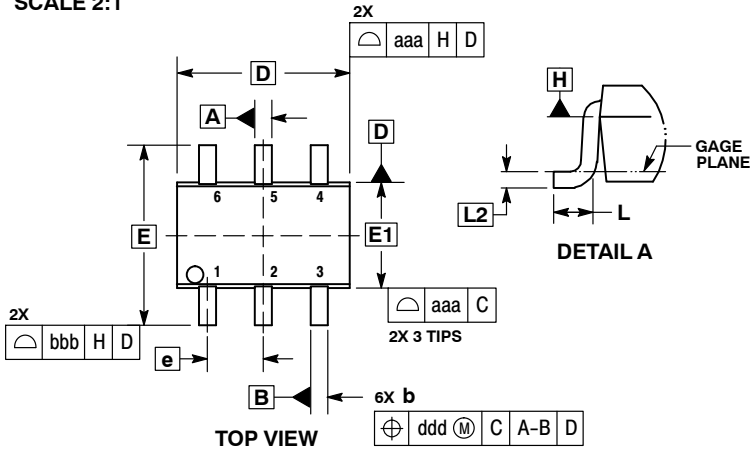 SCALE 2:1
2X
⌓ aaa H D
D
A
D
6 5 4
E
E1
1 2 3
⌓ aaa C
2X 3 TIPS
2X
⌓ bbb H D
e
B
6X b
⌖ ddd Ⓜ C A-B D
TOP VIEW
H
GAGE
PLANE
L2
L
DETAIL A